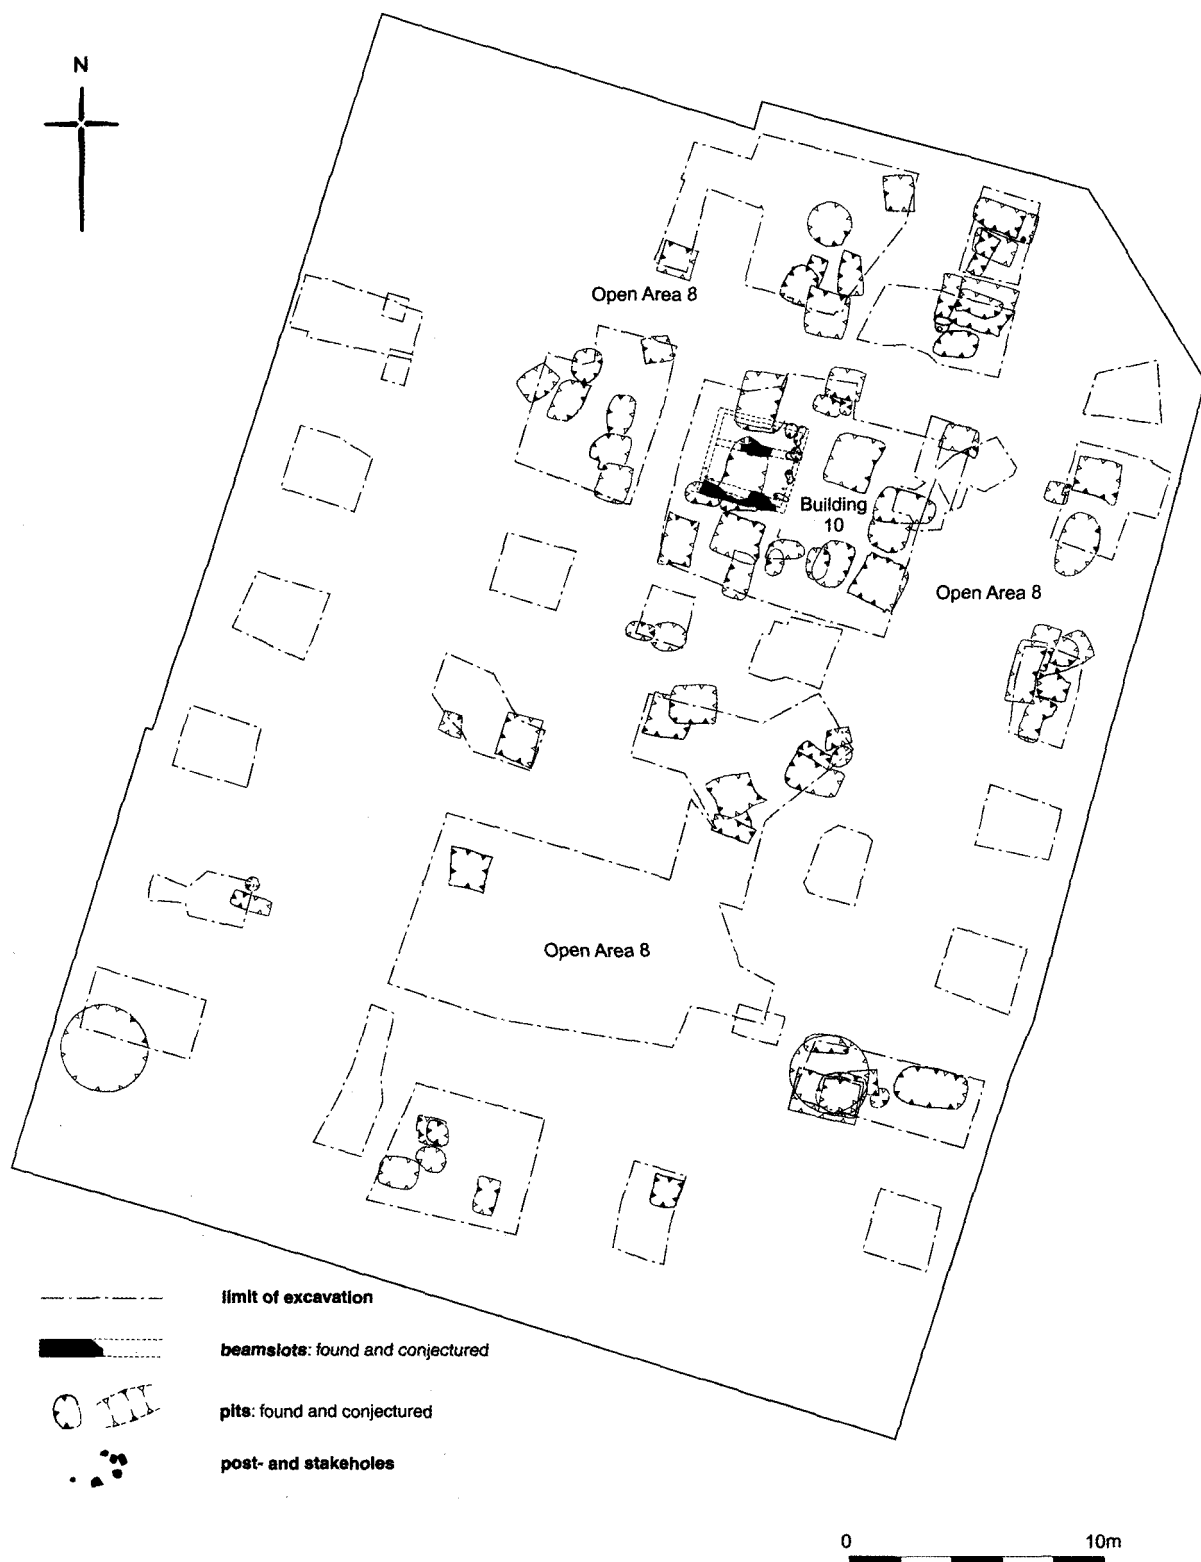 N
Open Area 8
Building
10
Open Area 8
Open Area 8
limit of excavation
beamslots: found and conjectured
pits: found and conjectured
post- and stakeholes
0 10m